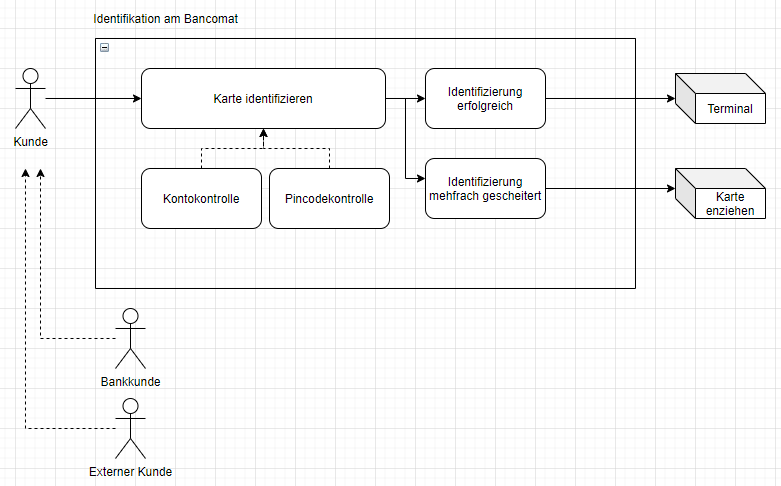 Identifikation am Bancomat
Kunde
Karte identifizieren
Identifizierung
erfolgreich
Terminal
Kontokontrolle
Pincodekontrolle
Identifizierung
mehrfach gescheitert
Karte
enziehen
Bankkunde
Externer Kunde